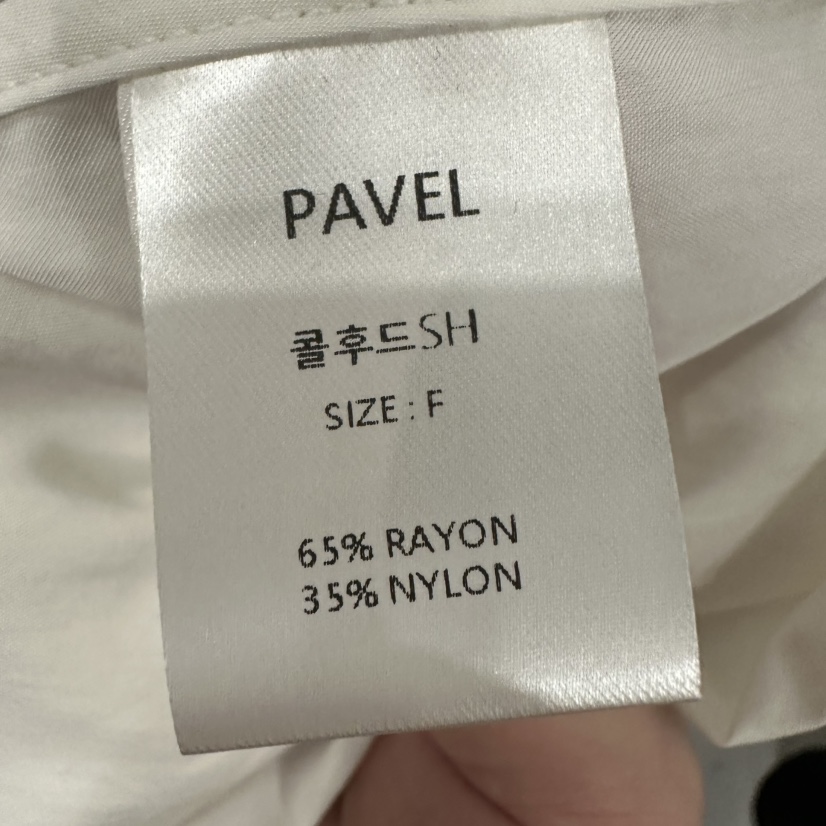 PAVEL
콜후드SH
SIZE : F
65% RAYON
35% NYLON